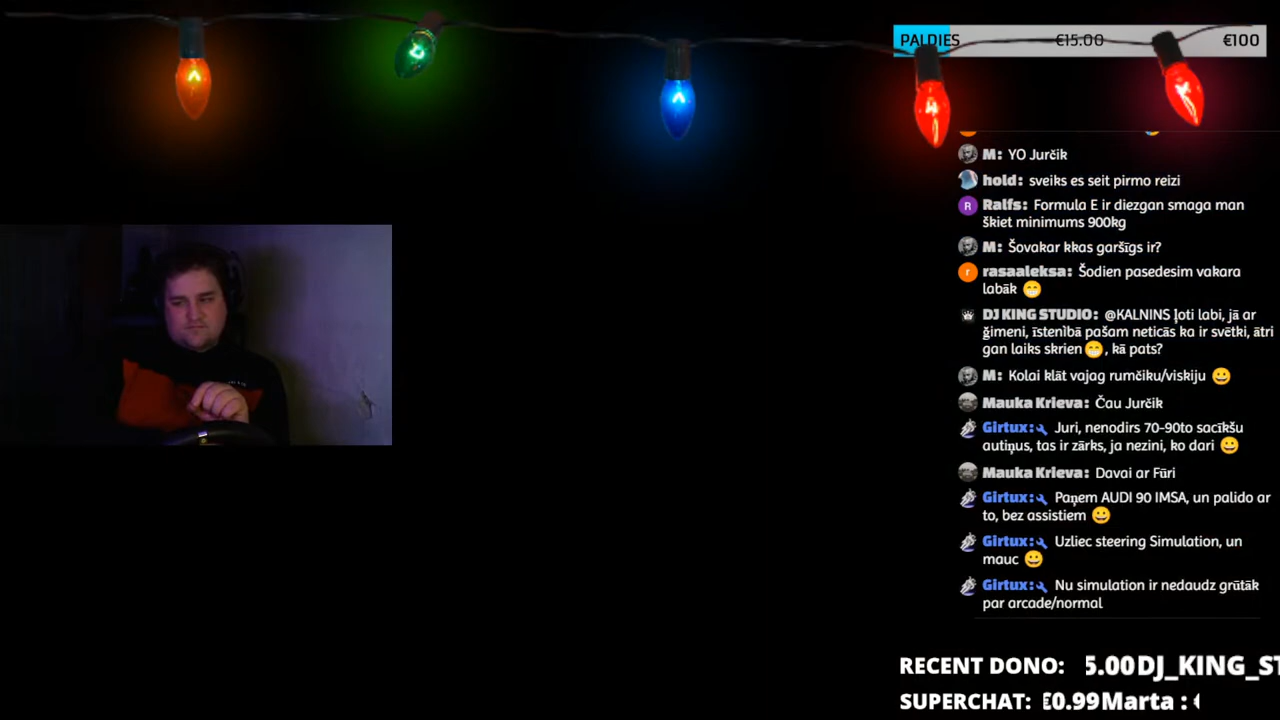 PALDIES €15.00 €100
M: YO Jurčik
hold: sveiks es seit pirmo reizi
R Ralfs: Formula E ir diezgan smaga man
šķiet minimums 900kg
M: Šovakar kkas garšīgs ir?
r rasaaleksa: Šodien pasedesim vakara
labāk 😁
DJ KING STUDIO: @KALNINS ļoti labi, jā ar
ģimeni, īstenībā pašam neticās ka ir svētki, ātri
gan laiks skrien😁, kā pats?
M: Kolai klāt vajag rumčiku/viskiju 😀
Mauka Krieva: Čau Jurčik
Girtux: Juri, nenodirs 70-90to sacīkšu
autiņus, tas ir zārks, ja nezini, ko dari 😀
Mauka Krieva: Davai ar Fūri
Girtux: Paņem AUDI 90 IMSA, un palido ar
to, bez assistiem 😀
Girtux: Uzliec steering Simulation, un
mauc 😀
Girtux: Nu simulation ir nedaudz grūtāk
par arcade/normal
RECENT DONO: 5.00DJ_KING_ST
SUPERCHAT: €0.99Marta :